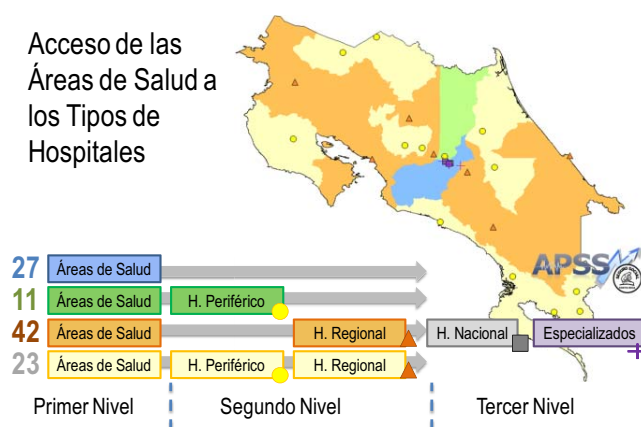 Acceso de las
Áreas de Salud a
los Tipos de
Hospitales
APSS
27 Áreas de Salud
11 Áreas de Salud H. Periférico
42 Áreas de Salud H. Regional H. Nacional Especializados
23 Áreas de Salud H. Periférico H. Regional
Primer Nivel Segundo Nivel Tercer Nivel